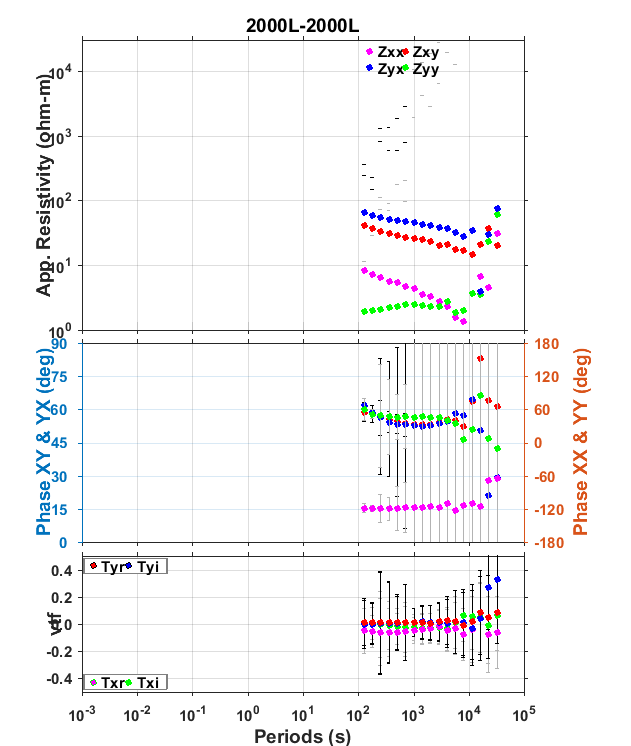 2000L-2000L
App. Resistivity (ohm-m)
10^4
10^3
10^2
10^1
10^0
Zxx Zxy
Zyx Zyy
Phase XY & YX (deg)
90
75
60
45
30
15
0
180
120
60
0
-60
-120
-180
Phase XX & YY (deg)
vtf
0.4
0.2
0.0
-0.2
-0.4
Tyr Tyi
Txr Txi
10^-3 10^-2 10^-1 10^0 10^1 10^2 10^3 10^4 10^5
Periods (s)